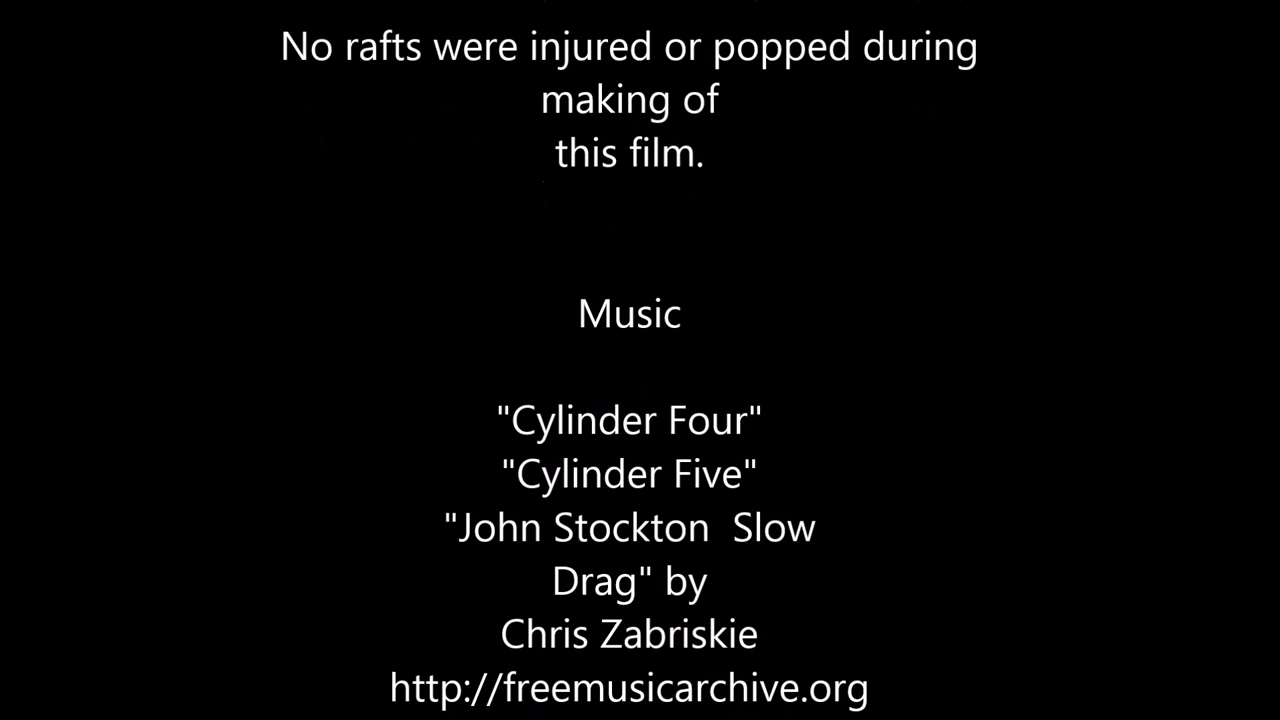 No rafts were injured or popped during
making of
this film.
Music
"Cylinder Four"
"Cylinder Five"
"John Stockton  Slow
Drag" by
Chris Zabriskie
http://freemusicarchive.org